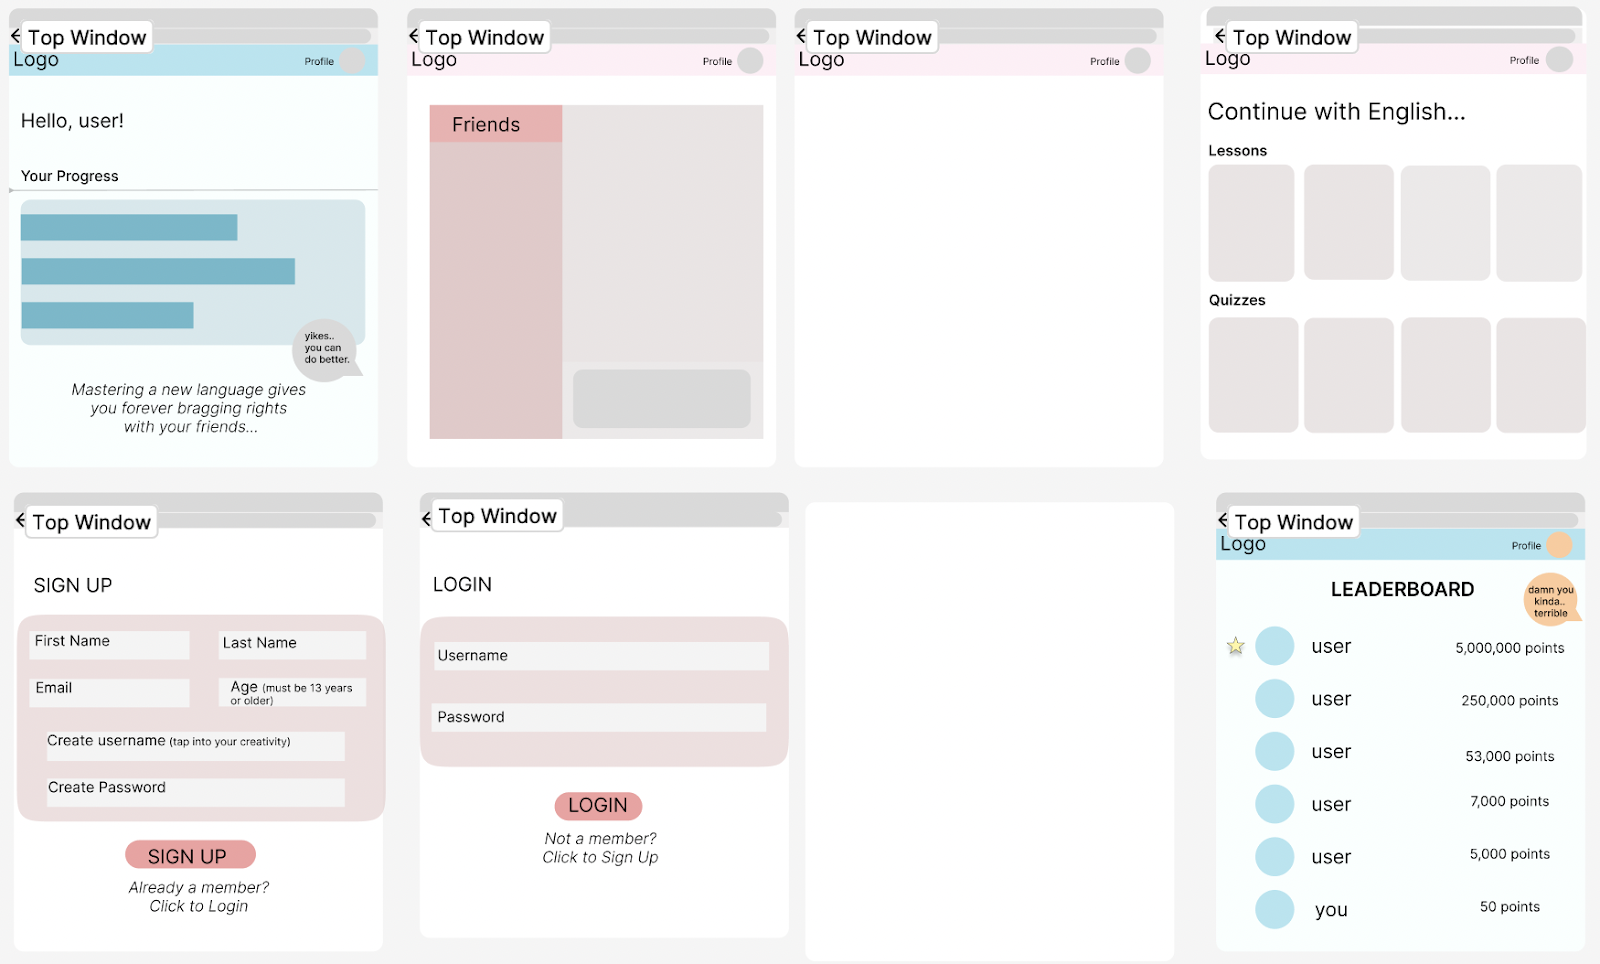 Top Window
Logo
Profile
Hello, user!
Your Progress
yikes..
you can
do better.
Mastering a new language gives
you forever bragging rights
with your friends...
Top Window
Logo
Profile
Friends
Top Window
Logo
Profile
Top Window
Logo
Profile
Continue with English...
Lessons
Quizzes
Top Window
SIGN UP
First Name
Last Name
Email
Age (must be 13 years
or older)
Create username (tap into your creativity)
Create Password
SIGN UP
Already a member?
Click to Login
Top Window
LOGIN
Username
Password
LOGIN
Not a member?
Click to Sign Up
Top Window
Logo
Profile
LEADERBOARD
damn you
kinda..
terrible
user 5,000,000 points
user 250,000 points
user 53,000 points
user 7,000 points
user 5,000 points
you 50 points